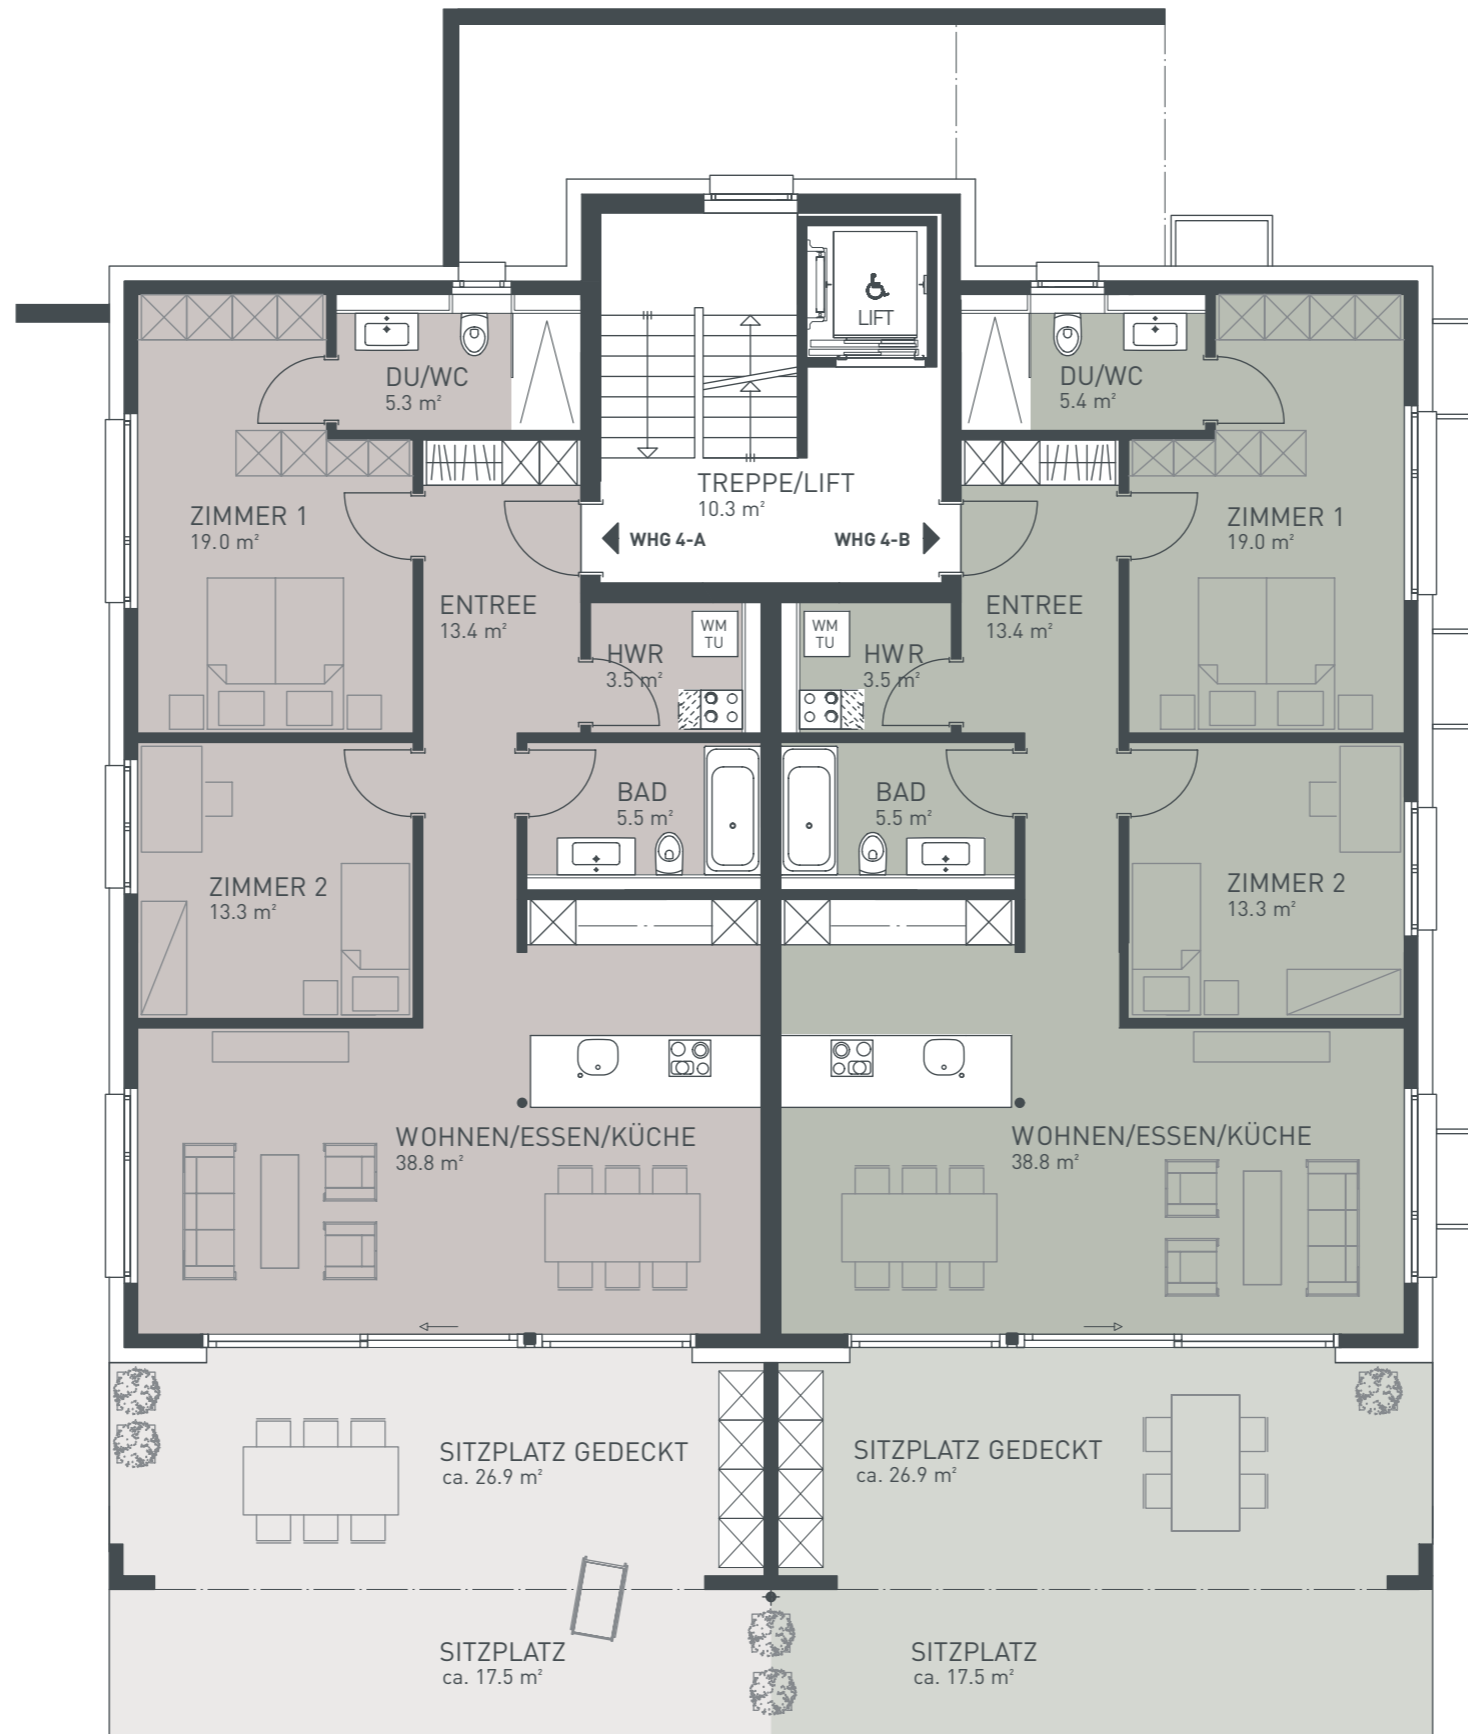 LIFT
DU/WC
5.3 m²
DU/WC
5.4 m²
TREPPE/LIFT
10.3 m²
WHG 4-A
WHG 4-B
ZIMMER 1
19.0 m²
ZIMMER 1
19.0 m²
ENTREE
13.4 m²
ENTREE
13.4 m²
WM
TU
WM
TU
HWR
3.5 m²
HWR
3.5 m²
BAD
5.5 m²
BAD
5.5 m²
ZIMMER 2
13.3 m²
ZIMMER 2
13.3 m²
WOHNEN/ESSEN/KÜCHE
38.8 m²
WOHNEN/ESSEN/KÜCHE
38.8 m²
SITZPLATZ GEDECKT
ca. 26.9 m²
SITZPLATZ GEDECKT
ca. 26.9 m²
SITZPLATZ
ca. 17.5 m²
SITZPLATZ
ca. 17.5 m²